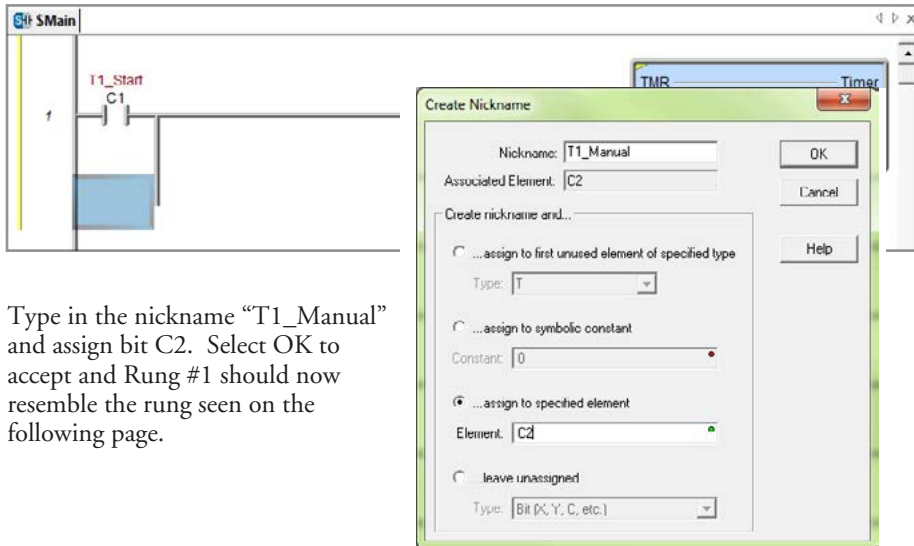 SMain
T1_Start
C1
1
TMR Timer
Create Nickname
Nickname: T1_Manual
OK
Associated Element: C2
Cancel
Create nickname and...
...assign to first unused element of specified type
Help
Type: T
...assign to symbolic constant
Constant: 0
...assign to specified element
Element: C2
...leave unassigned
Type: Bit (X, Y, C, etc.)
Type in the nickname “T1_Manual”
and assign bit C2. Select OK to
accept and Rung #1 should now
resemble the rung seen on the
following page.